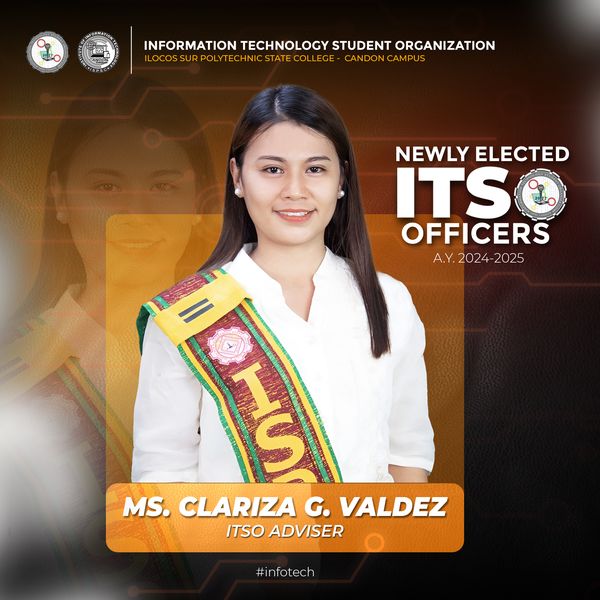 INFORMATION TECHNOLOGY STUDENT ORGANIZATION
ILOCOS SUR POLYTECHNIC STATE COLLEGE - CANDON CAMPUS
NEWLY ELECTED
ITSO
OFFICERS
A.Y. 2024-2025
IS
MS. CLARIZA G. VALDEZ
ITSO ADVISER
#infotech